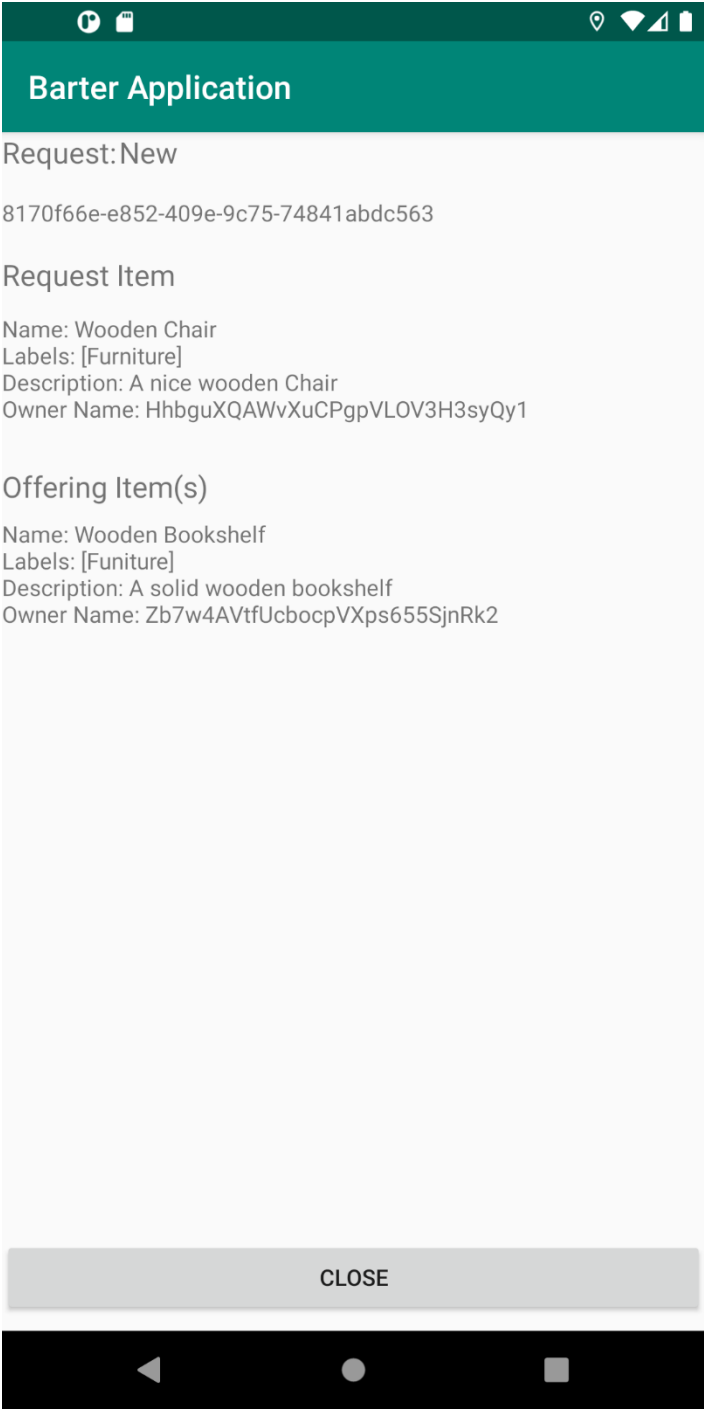 Barter Application
Request: New
8170f66e-e852-409e-9c75-74841abdc563
Request Item
Name: Wooden Chair
Labels: [Furniture]
Description: A nice wooden Chair
Owner Name: HhbguXQAWvXuCPgpVLOV3H3syQy1
Offering Item(s)
Name: Wooden Bookshelf
Labels: [Funiture]
Description: A solid wooden bookshelf
Owner Name: Zb7w4AVtfUcbocpVXps655SjnRk2
CLOSE